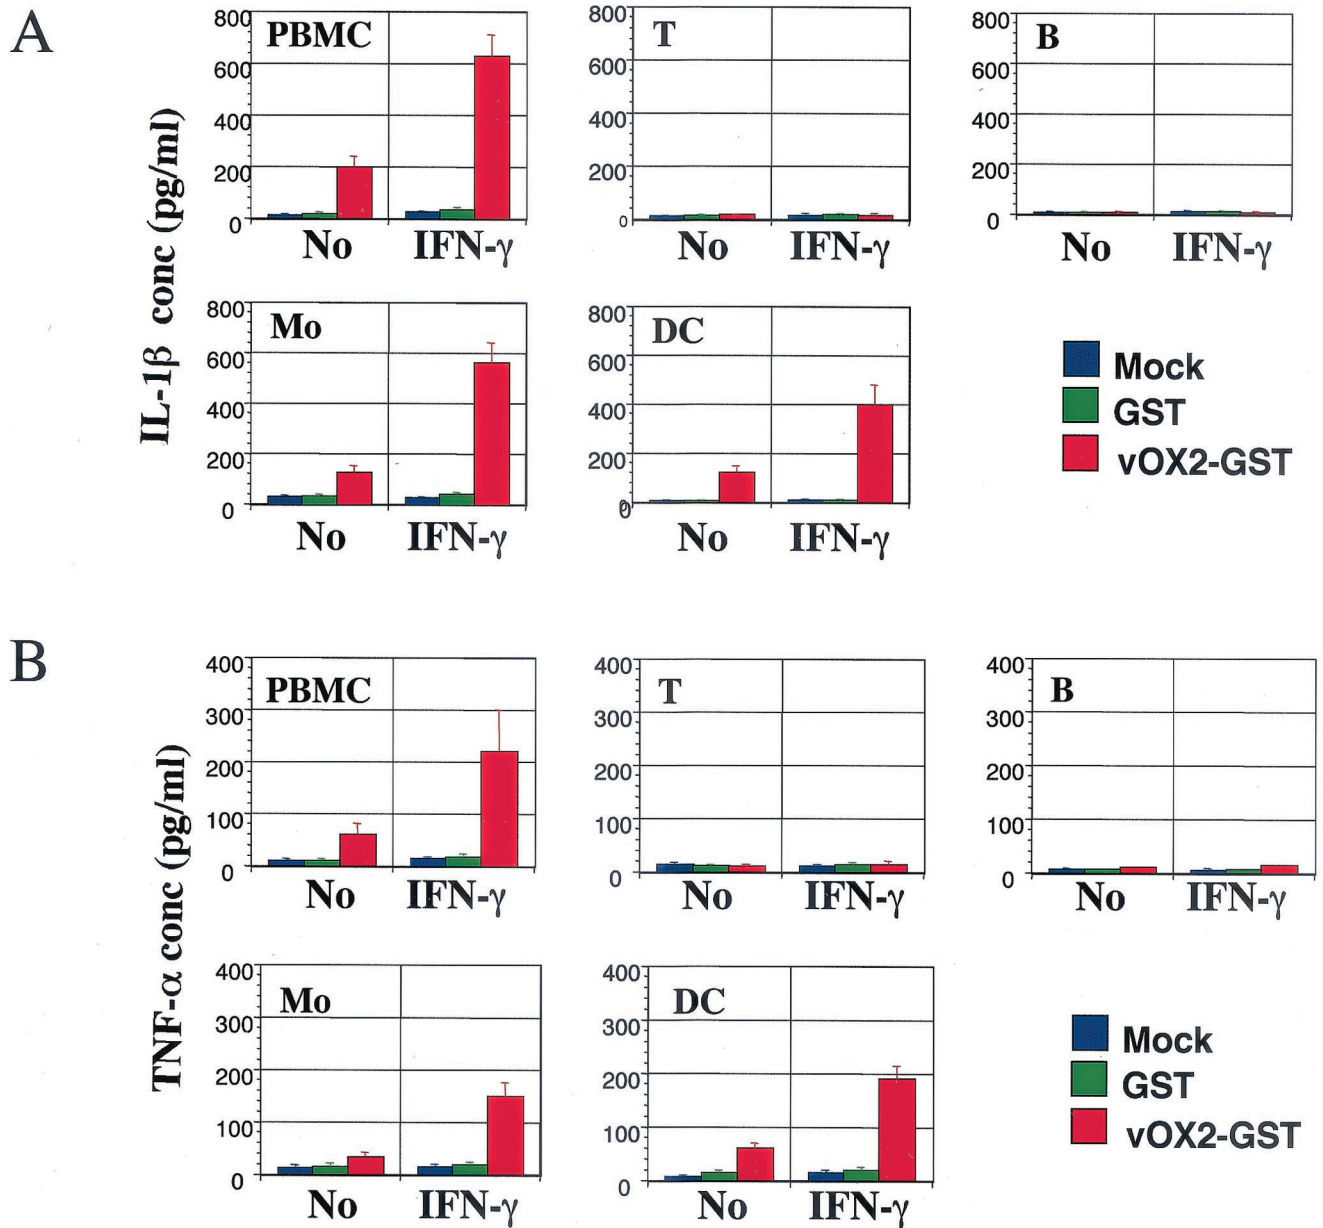 A
IL-1β conc (pg/ml)
PBMC
800
600
400
200
0
No IFN-γ
T
800
600
400
200
0
No IFN-γ
B
800
600
400
200
0
No IFN-γ
Mo
800
600
400
200
0
No IFN-γ
DC
800
600
400
200
0
No IFN-γ
Mock
GST
vOX2-GST
B
TNF-α conc (pg/ml)
PBMC
400
300
200
100
0
No IFN-γ
T
400
300
200
100
0
No IFN-γ
B
400
300
200
100
0
No IFN-γ
Mo
400
300
200
100
0
No IFN-γ
DC
400
300
200
100
0
No IFN-γ
Mock
GST
vOX2-GST